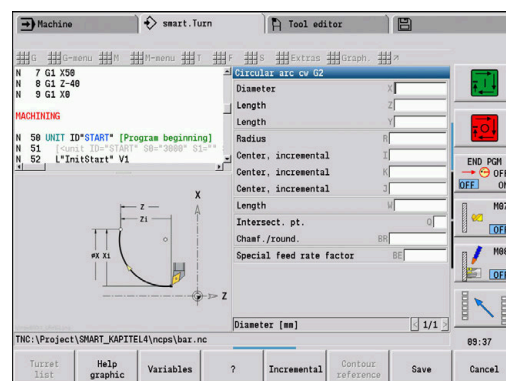 Machine
smart.Turn
Tool editor
G G-menu M M-menu T F S Extras Graph.
N 7 G1 X50
N 8 G1 Z-40
N 9 G1 X0
MACHINING
N 50 UNIT ID"START" [Program beginning]
N 51 [<unit ID="START" S0="3000" S1=""
N 52 L"InitStart" V1
Circular arc cw G2
Diameter X
Length Z
Length Y
Radius R
Center, incremental I
Center, incremental K
Center, incremental J
Length W
Intersect. pt. Q
Chamf./round. BR
Special feed rate factor BE
Diameter [mm] 1/1
X
Z
Zi
øX Xi
Z
END PGM
OFF
OFF ON
M07
OFF
M08
OFF
TNC:\Project\SMART_KAPITEL4\ncps\bar.nc
09:37
Turret list
Help graphic
Variables
?
Incremental
Contour reference
Save
Cancel